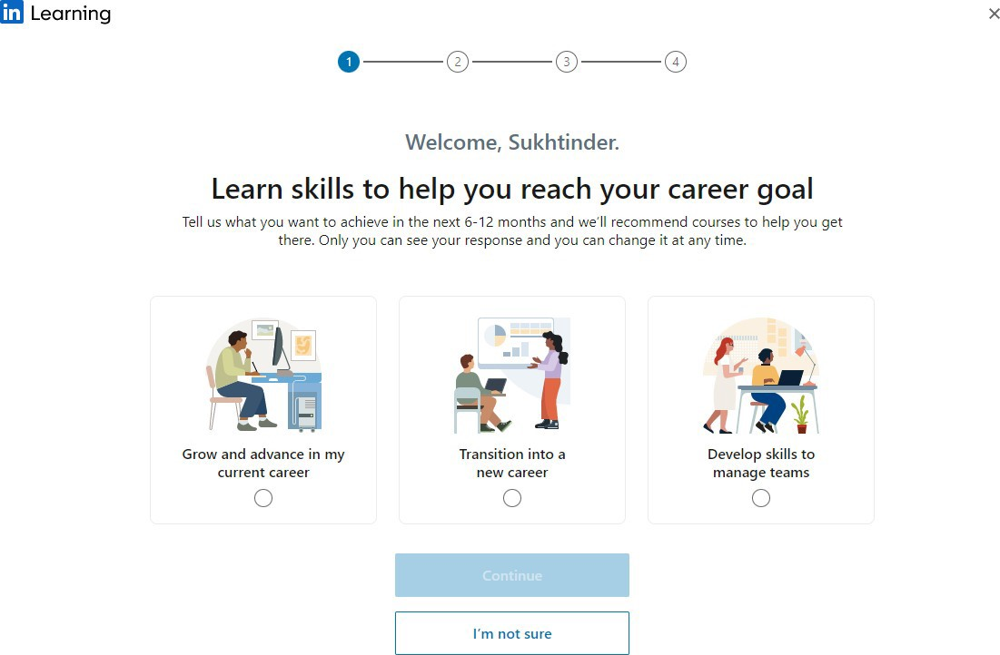 in Learning
1
2
3
4
Welcome, Sukhtinder.
Learn skills to help you reach your career goal
Tell us what you want to achieve in the next 6-12 months and we'll recommend courses to help you get
there. Only you can see your response and you can change it at any time.
Grow and advance in my
current career
Transition into a
new career
Develop skills to
manage teams
Continue
I'm not sure